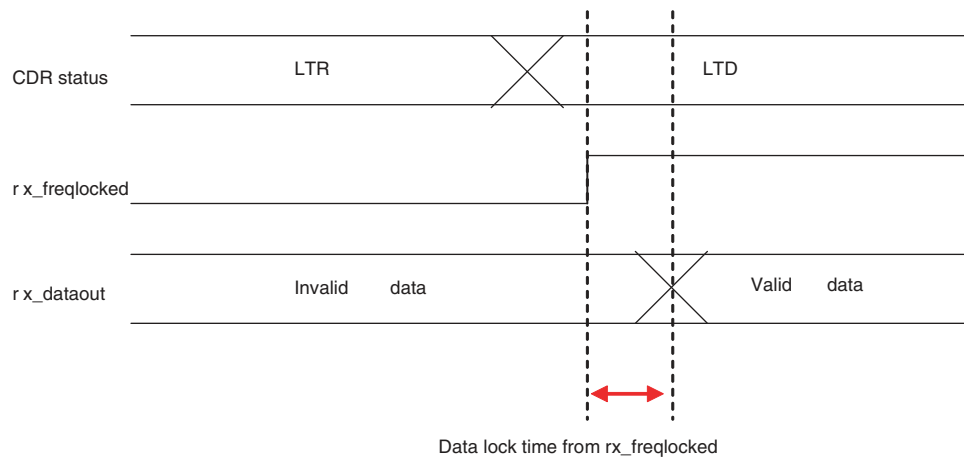 CDR status
LTR
LTD
r x_freqlocked
r x_dataout
Invalid data
Valid data
Data lock time from rx_freqlocked